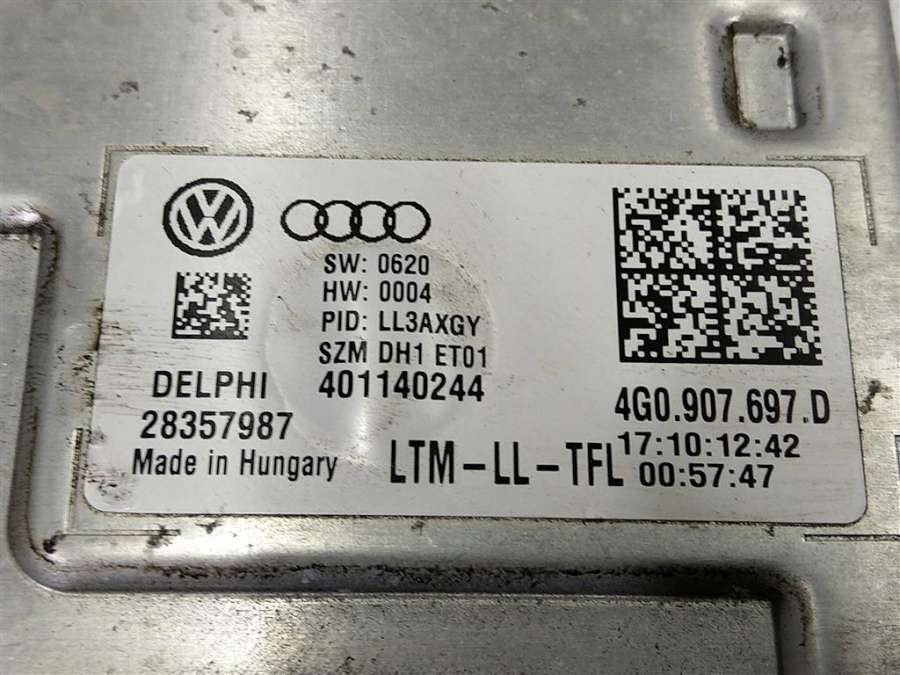 SW: 0620
HW: 0004
PID: LL3AXGY
SZM DH1 ET01
DELPHI 401140244
28357987
Made in Hungary
LTM-LL-TFL
4G0.907.697.D
17:10:12:42
00:57:47